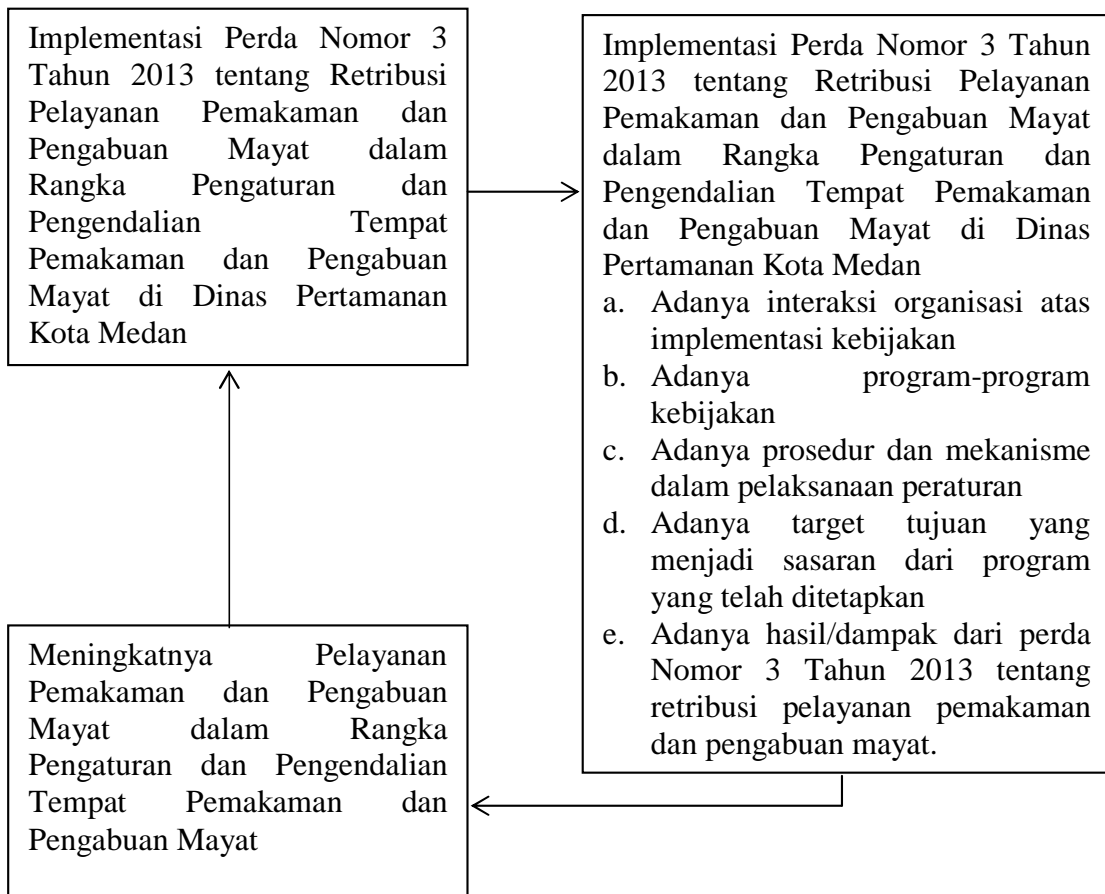 Implementasi Perda Nomor 3
Tahun 2013 tentang Retribusi
Pelayanan Pemakaman dan
Pengabuan Mayat dalam
Rangka Pengaturan dan
Pengendalian Tempat
Pemakaman dan Pengabuan
Mayat di Dinas Pertamanan
Kota Medan
Implementasi Perda Nomor 3 Tahun
2013 tentang Retribusi Pelayanan
Pemakaman dan Pengabuan Mayat
dalam Rangka Pengaturan dan
Pengendalian Tempat Pemakaman
dan Pengabuan Mayat di Dinas
Pertamanan Kota Medan
a. Adanya interaksi organisasi atas
implementasi kebijakan
b. Adanya program-program
kebijakan
c. Adanya prosedur dan mekanisme
dalam pelaksanaan peraturan
d. Adanya target tujuan yang
menjadi sasaran dari program
yang telah ditetapkan
e. Adanya hasil/dampak dari perda
Nomor 3 Tahun 2013 tentang
retribusi pelayanan pemakaman
dan pengabuan mayat.
Meningkatnya Pelayanan
Pemakaman dan Pengabuan
Mayat dalam Rangka
Pengaturan dan Pengendalian
Tempat Pemakaman dan
Pengabuan Mayat